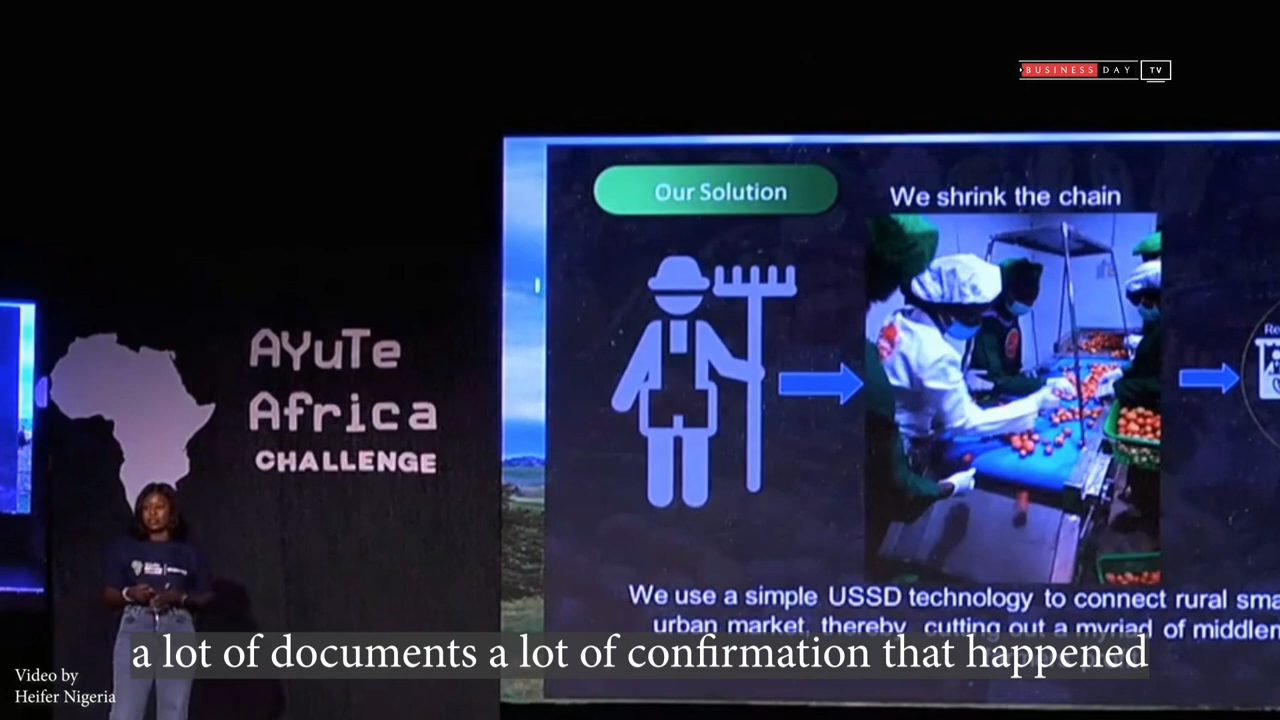 BUSINESS DAY TV
Our Solution
We shrink the chain
AYuTe
Africa
CHALLENGE
We use a simple USSD technology to connect rural
urban market, thereby cutting out a myriad of
a lot of documents a lot of confirmation that happened
Video by
Heifer Nigeria